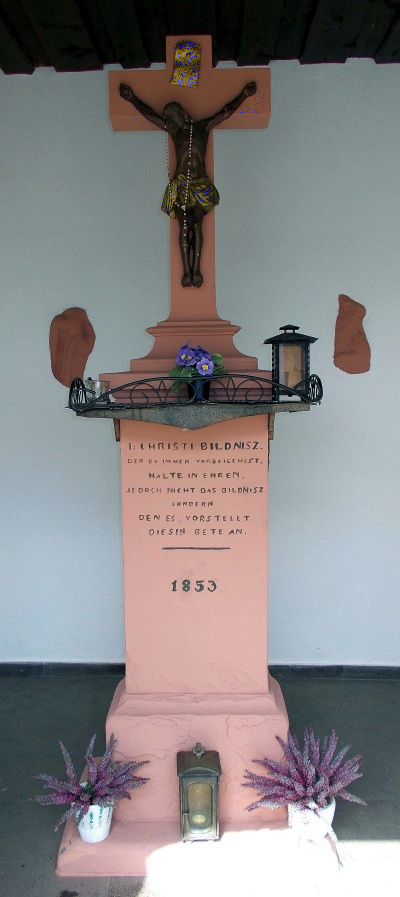 I: CHRISTI BILDNISZ.
DER DU IMMER VORBEIGEHST,
HALTE IN EHREN,
JEDOCH NICHT DAS BILDNISZ
SONDERN
DEN ES, VORSTELLT
DIESEN BETE AN.
1853